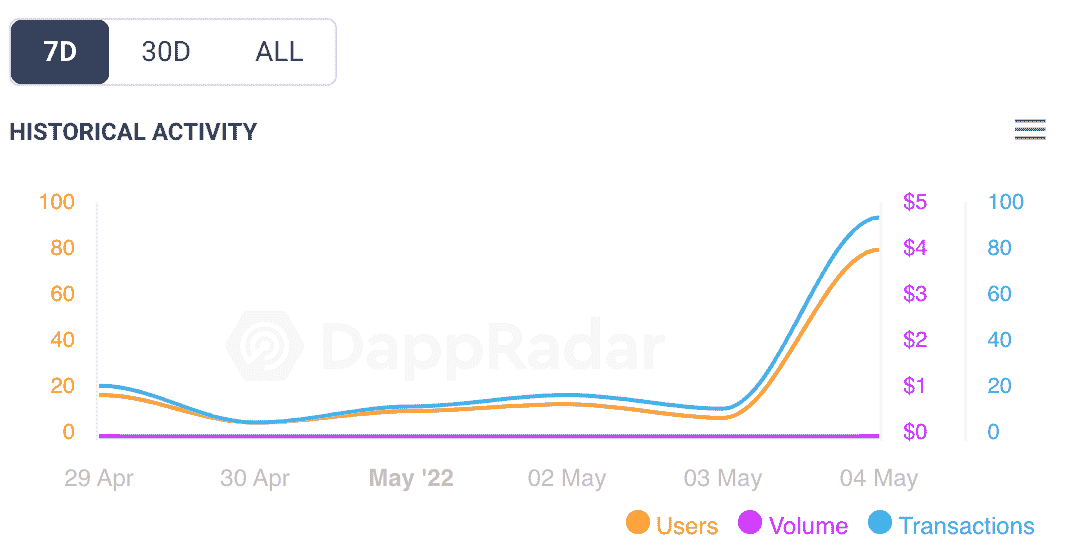 7D 30D ALL
HISTORICAL ACTIVITY
100 $5 100
80 $4 80
60 $3 60
40 $2 40
20 $1 20
0 $0 0
DappRadar
29 Apr 30 Apr May '22 02 May 03 May 04 May
Users Volume Transactions